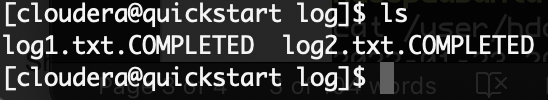 [cloudera@quickstart log]$ ls
log1.txt.COMPLETED  log2.txt.COMPLETED
[cloudera@quickstart log]$